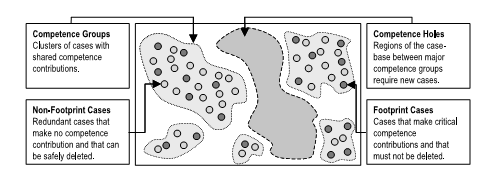 Competence Groups
Clusters of cases with
shared competence
contributions.
Non-Footprint Cases
Redundant cases that
make no competence
contribution and that can
be safely deleted.
Competence Holes
Regions of the case-
base between major
competence groups
require new cases.
Footprint Cases
Cases that make critical
competence
contributions and that
must not be deleted.